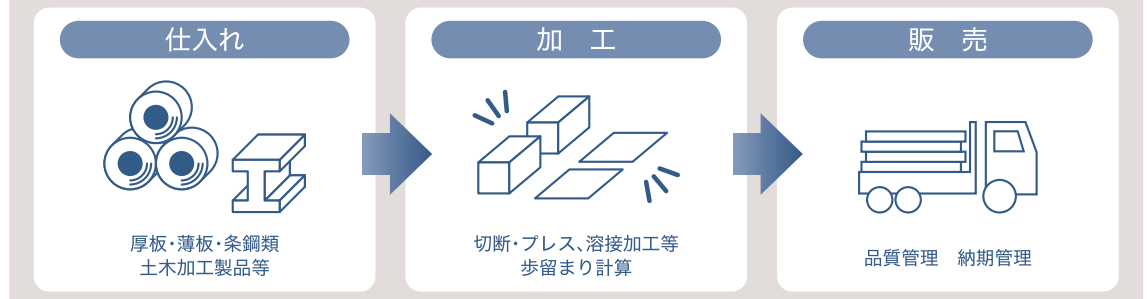 仕入れ
厚板・薄板・条鋼類
土木加工製品等
加　工
切断・プレス、溶接加工等
歩留まり計算
販　売
品質管理　納期管理